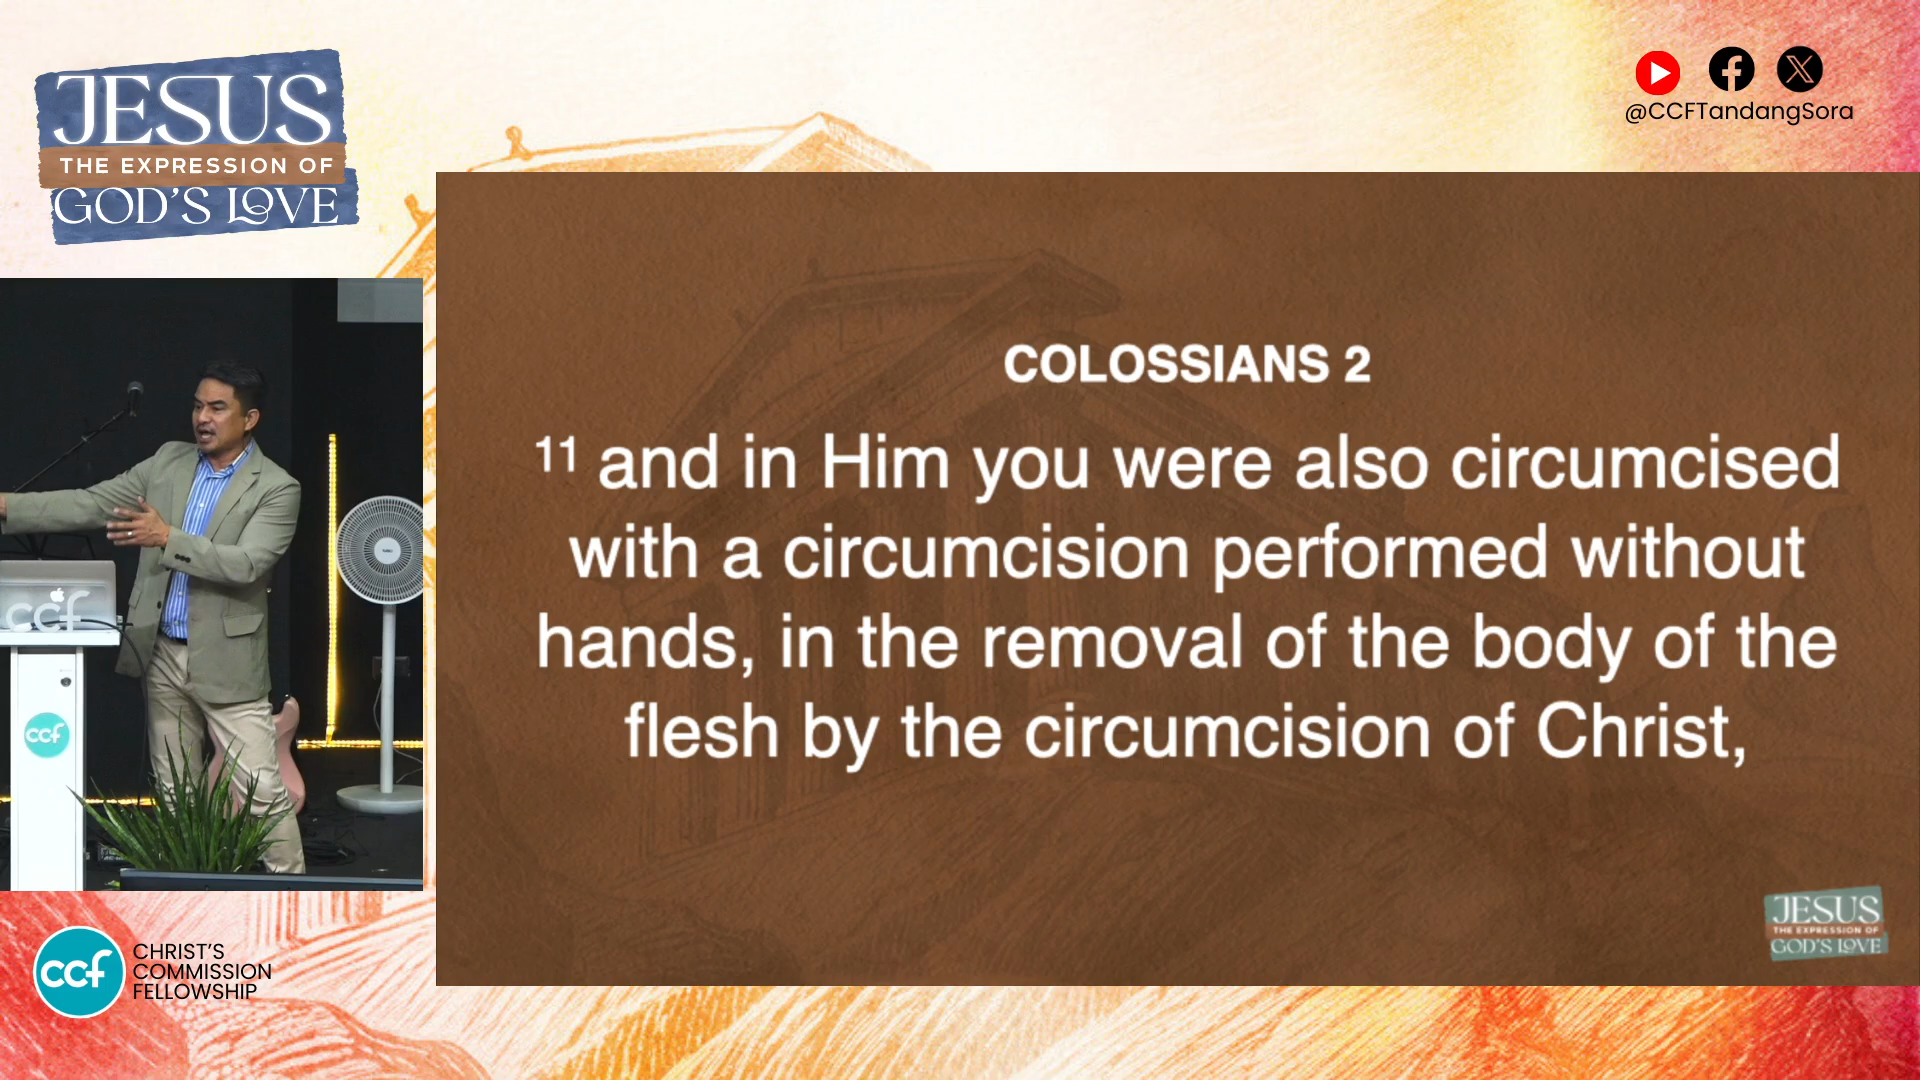 JESUS
THE EXPRESSION OF
GOD'S LOVE
@CCFTandangSora
COLOSSIANS 2
11 and in Him you were also circumcised
with a circumcision performed without
hands, in the removal of the body of the
flesh by the circumcision of Christ,
ccf
ccf
JESUS
THE EXPRESSION OF
GOD'S LOVE
ccf
CHRIST'S
COMMISSION
FELLOWSHIP